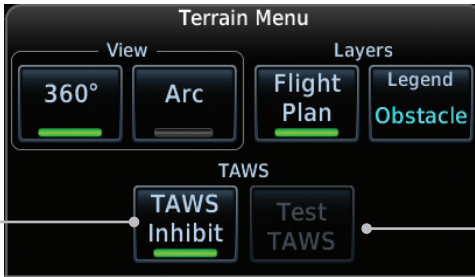 Terrain Menu
View
Layers
360°
Arc
Flight
Plan
Legend
Obstacle
TAWS
TAWS
Inhibit
Test
TAWS